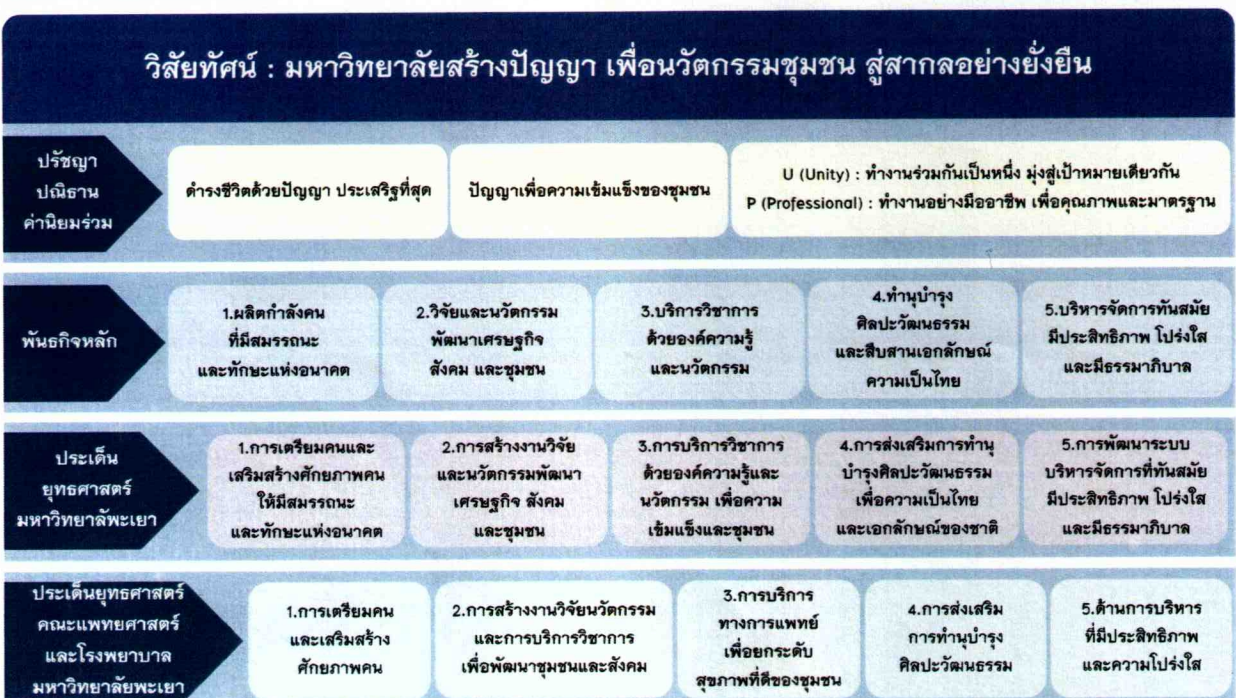 วิสัยทัศน์ : มหาวิทยาลัยสร้างปัญญา เพื่อนวัตกรรมชุมชน สู่สากลอย่างยั่งยืน
ปรัชญา
ปณิธาน
ค่านิยมร่วม
ดำรงชีวิตด้วยปัญญา ประเสริฐที่สุด
ปัญญาเพื่อความเข้มแข็งของชุมชน
U (Unity) : ทำงานร่วมกันเป็นหนึ่ง มุ่งสู่เป้าหมายเดียวกัน
P (Professional) : ทำงานอย่างมืออาชีพ เพื่อคุณภาพและมาตรฐาน
พันธกิจหลัก
1.ผลิตกำลังคน
ที่มีสมรรถนะ
และทักษะแห่งอนาคต
2.วิจัยและนวัตกรรม
พัฒนาเศรษฐกิจ
สังคม และชุมชน
3.บริการวิชาการ
ด้วยองค์ความรู้
และนวัตกรรม
4.ทำนุบำรุง
ศิลปะวัฒนธรรม
และสืบสานเอกลักษณ์
ความเป็นไทย
5.บริหารจัดการทันสมัย
มีประสิทธิภาพ โปร่งใส
และมีธรรมาภิบาล
ประเด็น
ยุทธศาสตร์
มหาวิทยาลัพะเยา
1.การเตรียมคนและ
เสริมสร้างศักยภาพคน
ให้มีสมรรถนะ
และทักษะแห่งอนาคต
2.การสร้างงานวิจัย
และนวัตกรรมพัฒนา
เศรษฐกิจ สังคม
และชุมชน
3.การบริการวิชาการ
ด้วยองค์ความรู้และ
นวัตกรรม เพื่อความ
เข้มแข็งและชุมชน
4.การส่งเสริมการทำนุ
บำรุงศิลปะวัฒนธรรม
เพื่อความเป็นไทย
และเอกลักษณ์ของชาติ
5.การพัฒนาระบบ
บริหารจัดการที่ทันสมัย
มีประสิทธิภาพ โปร่งใส
และมีธรรมาภิบาล
ประเด็นยุทธศาสตร์
คณะแพทยศาสตร์
และโรงพยาบาล
มหาวิทยาลัยพะเยา
1.การเตรียมคน
และเสริมสร้าง
ศักยภาพคน
2.การสร้างงานวิจัยนวัตกรรม
และการบริการวิชาการ
เพื่อพัฒนาชุมชนและสังคม
3.การบริการ
ทางการแพทย์
เพื่อยกระดับ
สุขภาพที่ดีของชุมชน
4.การส่งเสริม
การทำนุบำรุง
ศิลปะวัฒนธรรม
5.ด้านการบริหาร
ที่มีประสิทธิภาพ
และความโปร่งใส